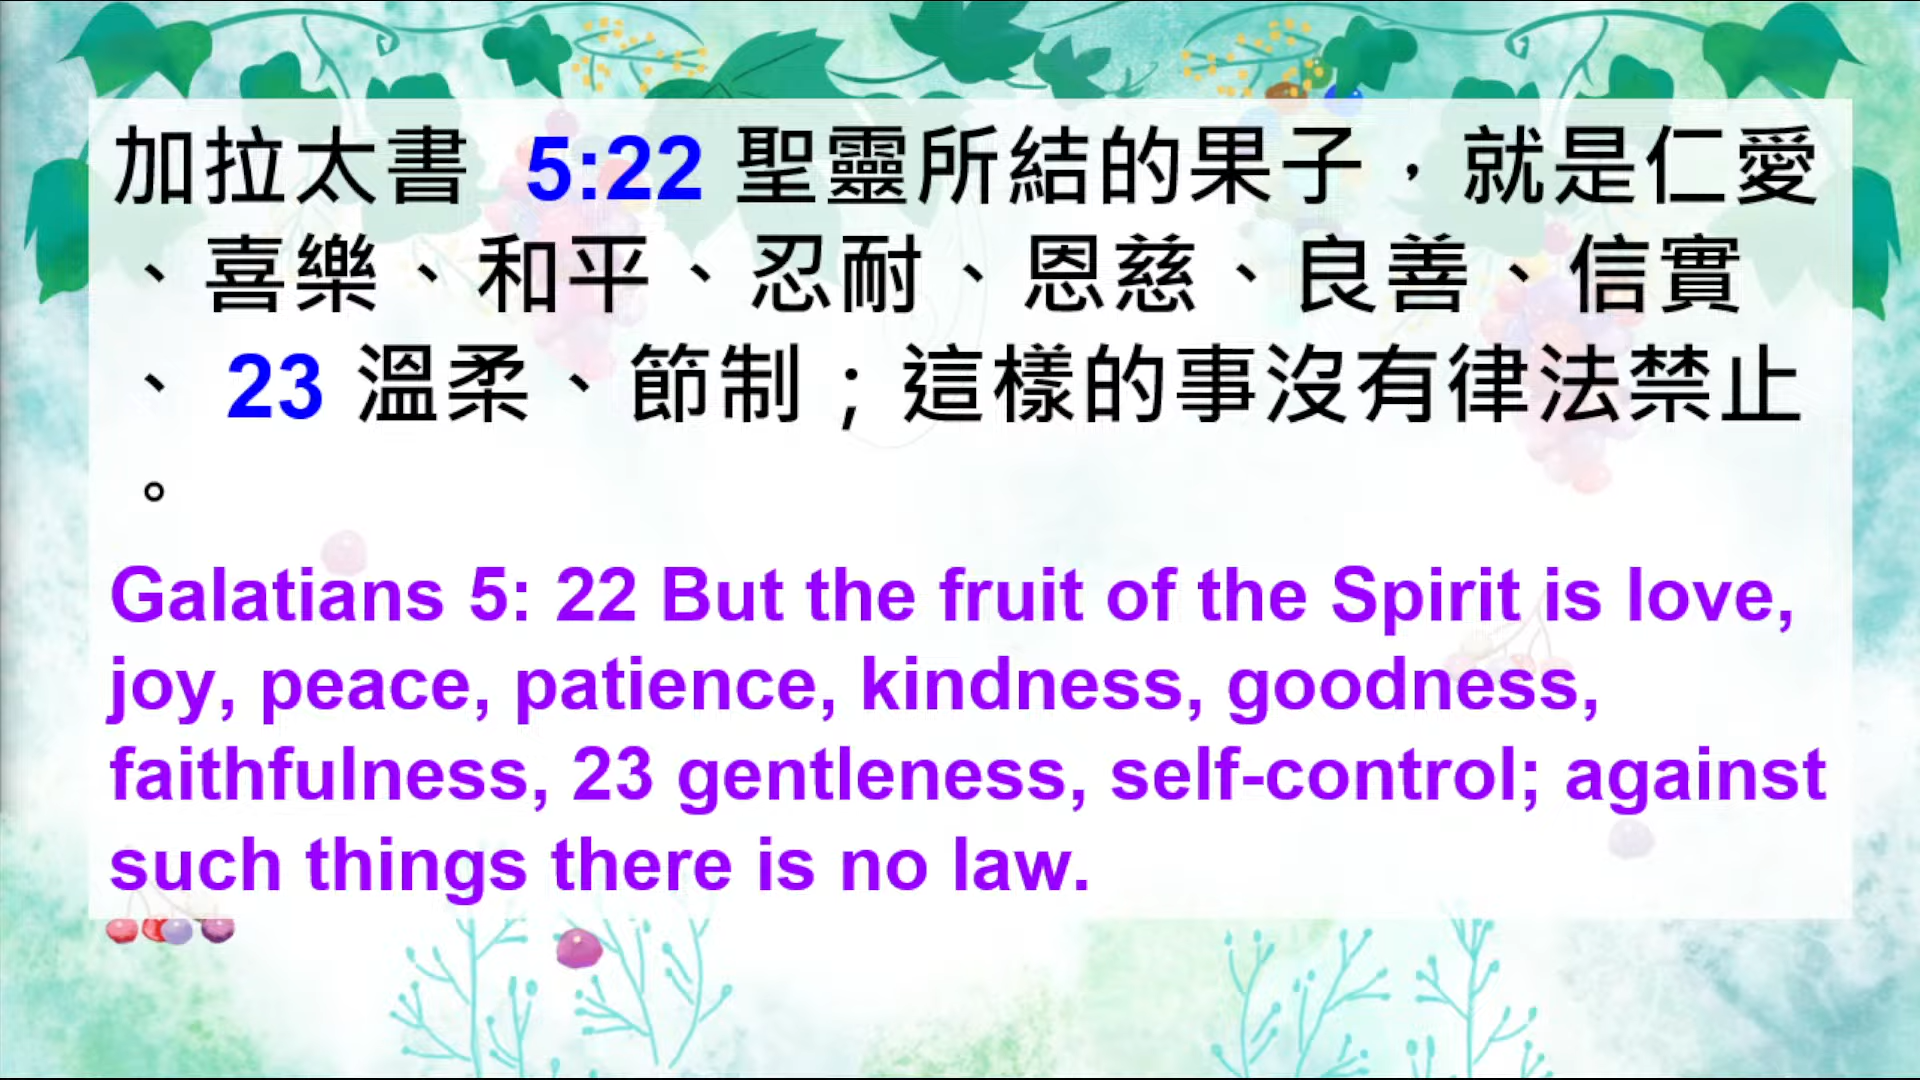 加拉太書 5:22 聖靈所結的果子，就是仁愛
、喜樂、和平、忍耐、恩慈、良善、信實
、 23 溫柔、節制；這樣的事沒有律法禁止
。
Galatians 5: 22 But the fruit of the Spirit is love,
joy, peace, patience, kindness, goodness,
faithfulness, 23 gentleness, self-control; against
such things there is no law.